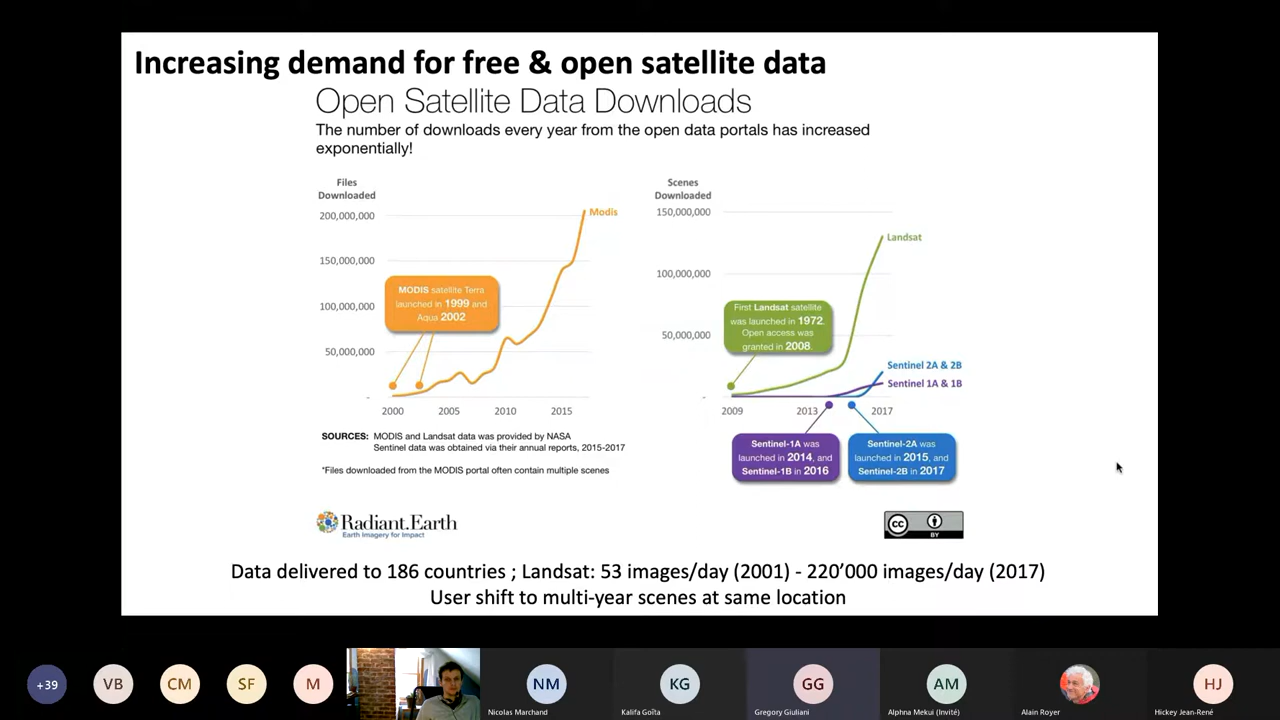 Increasing demand for free & open satellite data
Open Satellite Data Downloads
The number of downloads every year from the open data portals has increased
exponentially!
Files
Downloaded
200,000,000
150,000,000
100,000,000
50,000,000
-
Modis
MODIS satellite Terra
launched in 1999 and
Aqua 2002
2000
2005
2010
2015
Scenes
Downloaded
150,000,000
100,000,000
50,000,000
-
Landsat
First Landsat satellite
was launched in 1972.
Open access was
granted in 2008.
Sentinel 2A & 2B
Sentinel 1A & 1B
2009
2013
2017
Sentinel-1A was
launched in 2014, and
Sentinel-1B in 2016
Sentinel-2A was
launched in 2015, and
Sentinel-2B in 2017
SOURCES: MODIS and Landsat data was provided by NASA
Sentinel data was obtained via their annual reports, 2015-2017
*Files downloaded from the MODIS portal often contain multiple scenes
Radiant.Earth
Earth Imagery for Impact
cc
BY
Data delivered to 186 countries ; Landsat: 53 images/day (2001) - 220’000 images/day (2017)
User shift to multi-year scenes at same location
+39
VB
CM
SF
M
NM
Nicolas Marchand
KG
Kalifa Goïta
GG
Gregory Giuliani
AM
Alphna Mekui (Invité)
Alain Royer
HJ
Hickey Jean-René